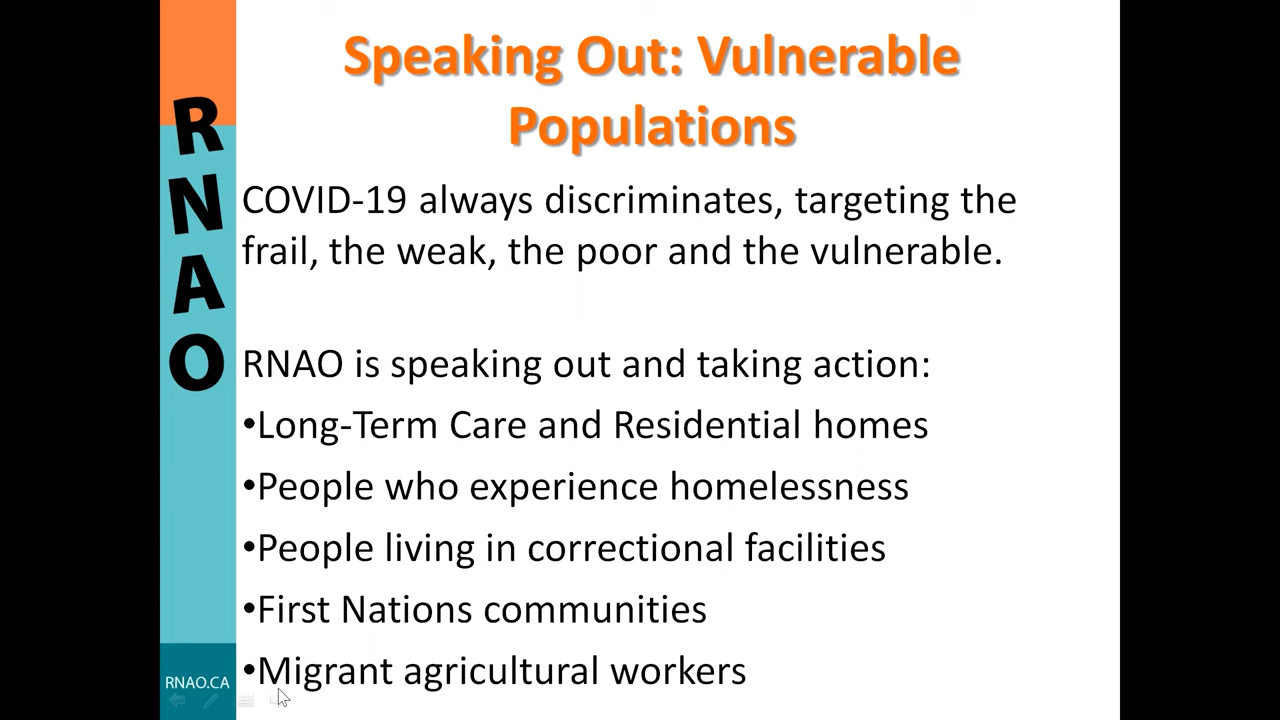 Speaking Out: Vulnerable
Populations
RNAO
COVID-19 always discriminates, targeting the
frail, the weak, the poor and the vulnerable.
RNAO is speaking out and taking action:
•Long-Term Care and Residential homes
•People who experience homelessness
•People living in correctional facilities
•First Nations communities
•Migrant agricultural workers
RNAO.CA